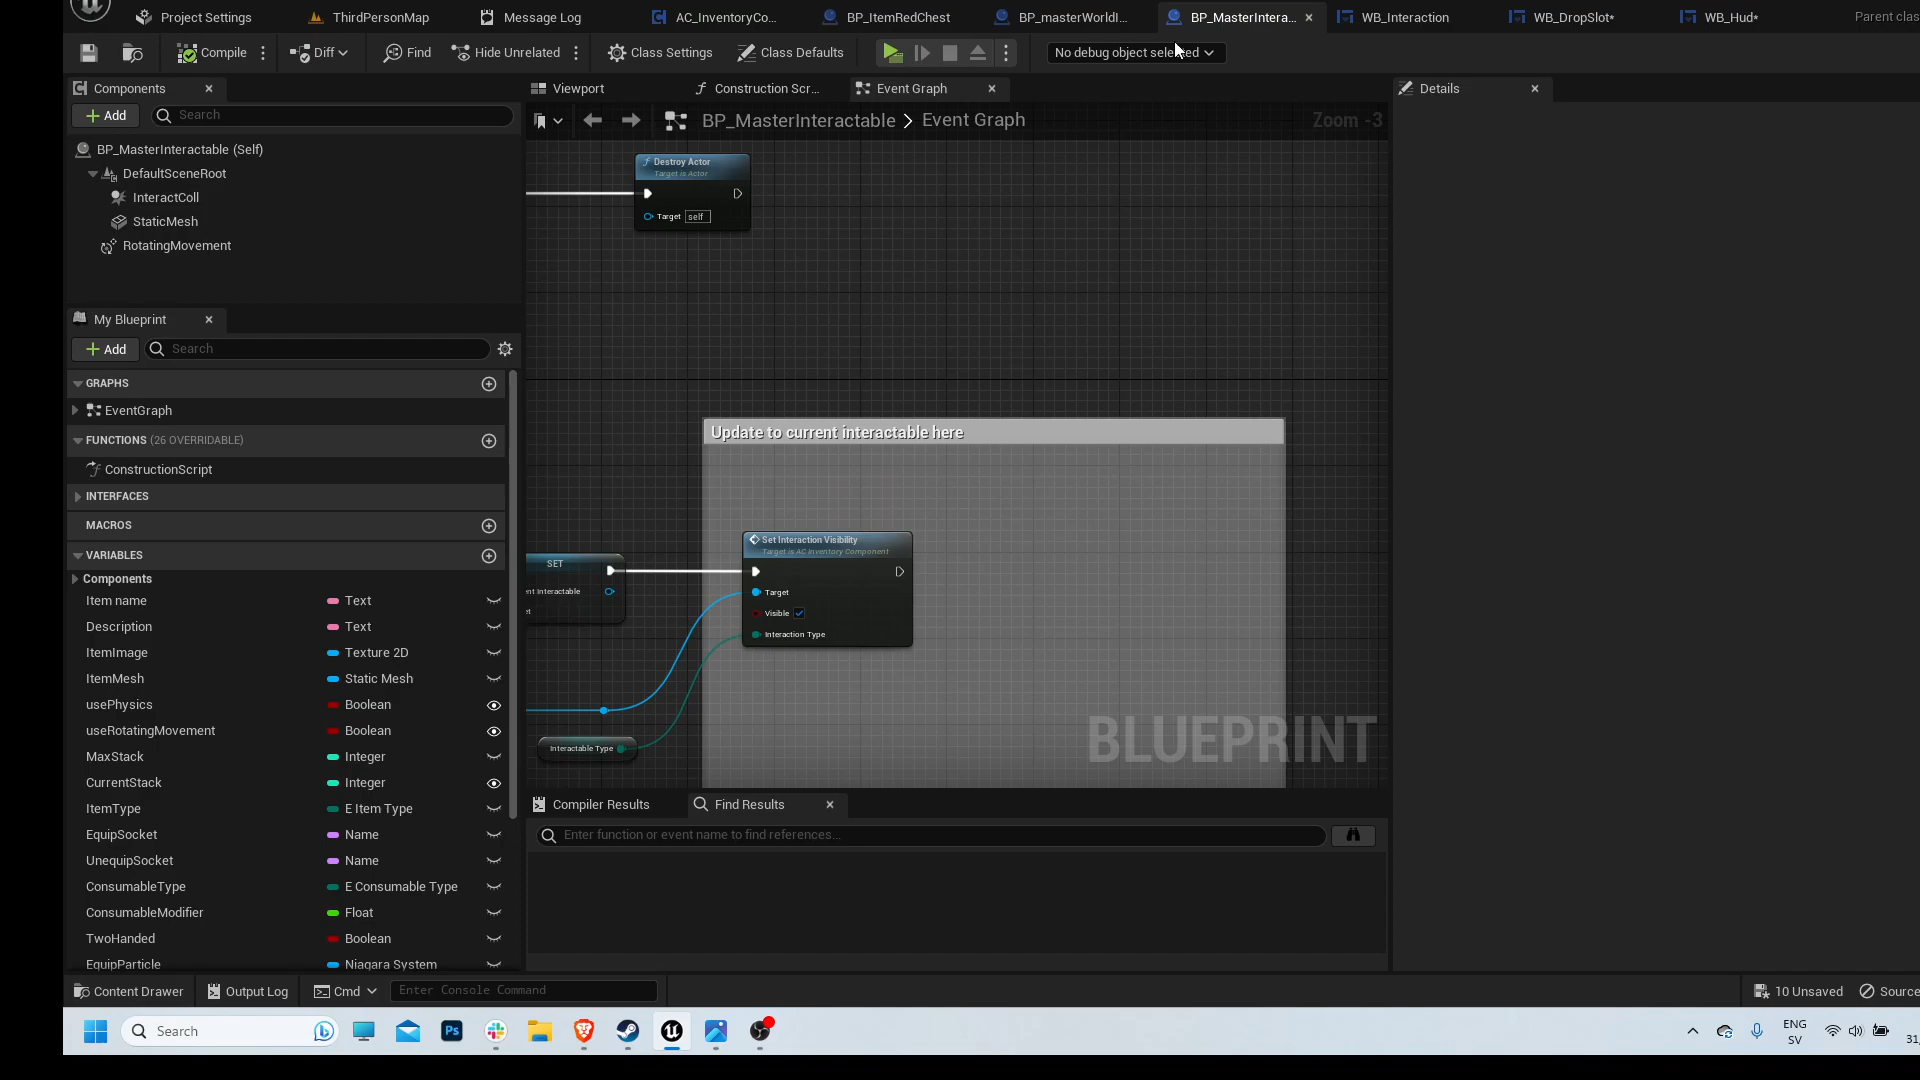 Project Settings
ThirdPersonMap
Message Log
AC_InventoryCo...
BP_ItemRedChest
BP_masterWorldI...
BP_MasterIntera...
WB_Interaction
WB_DropSlot*
WB_Hud*
Parent clas
Compile
Diff
Find
Hide Unrelated
Class Settings
Class Defaults
No debug object selected
Components
Add
Search
BP_MasterInteractable (Self)
DefaultSceneRoot
InteractColl
StaticMesh
RotatingMovement
My Blueprint
Add
Search
GRAPHS
EventGraph
FUNCTIONS (26 OVERRIDABLE)
ConstructionScript
INTERFACES
MACROS
VARIABLES
Components
Item name Text
Description Text
ItemImage Texture 2D
ItemMesh Static Mesh
usePhysics Boolean
useRotatingMovement Boolean
MaxStack Integer
CurrentStack Integer
ItemType E Item Type
EquipSocket Name
UnequipSocket Name
ConsumableType E Consumable Type
ConsumableModifier Float
TwoHanded Boolean
EquipParticle Niagara System
Viewport
Construction Scr...
Event Graph
BP_MasterInteractable > Event Graph
Zoom -3
Destroy Actor
Target is Actor
Target self
Update to current interactable here
SET
nt Interactable
et
Set Interaction Visibility
Target is AC Inventory Component
Target
Visible
Interaction Type
Interactable Type
BLUEPRINT
Compiler Results
Find Results
Enter function or event name to find references...
Details
Content Drawer
Output Log
Cmd
Enter Console Command
10 Unsaved
Source
Search
Ps
ENG
SV
31,